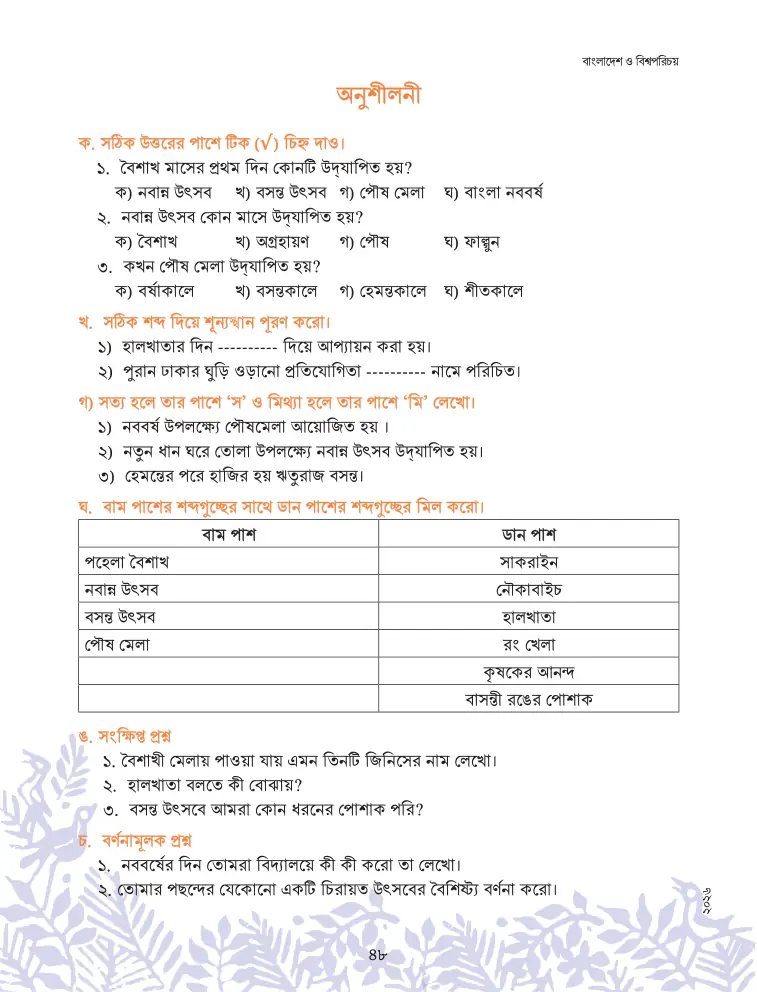 বাংলাদেশ ও বিশ্বপরিচয়
অনুশীলনী
ক. সঠিক উত্তরের পাশে টিক (√) চিহ্ন দাও।
১. বৈশাখ মাসের প্রথম দিন কোনটি উদ্‌যাপিত হয়?
ক) নবান্ন উৎসব খ) বসন্ত উৎসব গ) পৌষ মেলা ঘ) বাংলা নববর্ষ
২. নবান্ন উৎসব কোন মাসে উদ্‌যাপিত হয়?
ক) বৈশাখ খ) অগ্রহায়ণ গ) পৌষ ঘ) ফাল্গুন
৩. কখন পৌষ মেলা উদ্‌যাপিত হয়?
ক) বর্ষাকালে খ) বসন্তকালে গ) হেমন্তকালে ঘ) শীতকালে
খ. সঠিক শব্দ দিয়ে শূন্যস্থান পূরণ করো।
১) হালখাতার দিন ---------- দিয়ে আপ্যায়ন করা হয়।
২) পুরান ঢাকার ঘুড়ি ওড়ানো প্রতিযোগিতা ---------- নামে পরিচিত।
গ) সত্য হলে তার পাশে ‘স’ ও মিথ্যা হলে তার পাশে ‘মি’ লেখো।
১) নববর্ষ উপলক্ষ্যে পৌষমেলা আয়োজিত হয় ।
২) নতুন ধান ঘরে তোলা উপলক্ষ্যে নবান্ন উৎসব উদ্‌যাপিত হয়।
৩) হেমন্তের পরে হাজির হয় ঋতুরাজ বসন্ত।
ঘ. বাম পাশের শব্দগুচ্ছের সাথে ডান পাশের শব্দগুচ্ছের মিল করো।
বাম পাশ ডান পাশ
পহেলা বৈশাখ সাকরাইন
নবান্ন উৎসব নৌকাবাইচ
বসন্ত উৎসব হালখাতা
পৌষ মেলা রং খেলা
কৃষকের আনন্দ
বাসন্তী রঙের পোশাক
ঙ. সংক্ষিপ্ত প্রশ্ন
১. বৈশাখী মেলায় পাওয়া যায় এমন তিনটি জিনিসের নাম লেখো।
২. হালখাতা বলতে কী বোঝায়?
৩. বসন্ত উৎসবে আমরা কোন ধরনের পোশাক পরি?
চ. বর্ণনামূলক প্রশ্ন
১. নববর্ষের দিন তোমরা বিদ্যালয়ে কী কী করো তা লেখো।
২. তোমার পছন্দের যেকোনো একটি চিরায়ত উৎসবের বৈশিষ্ট্য বর্ণনা করো।
২০২৬
৪৮